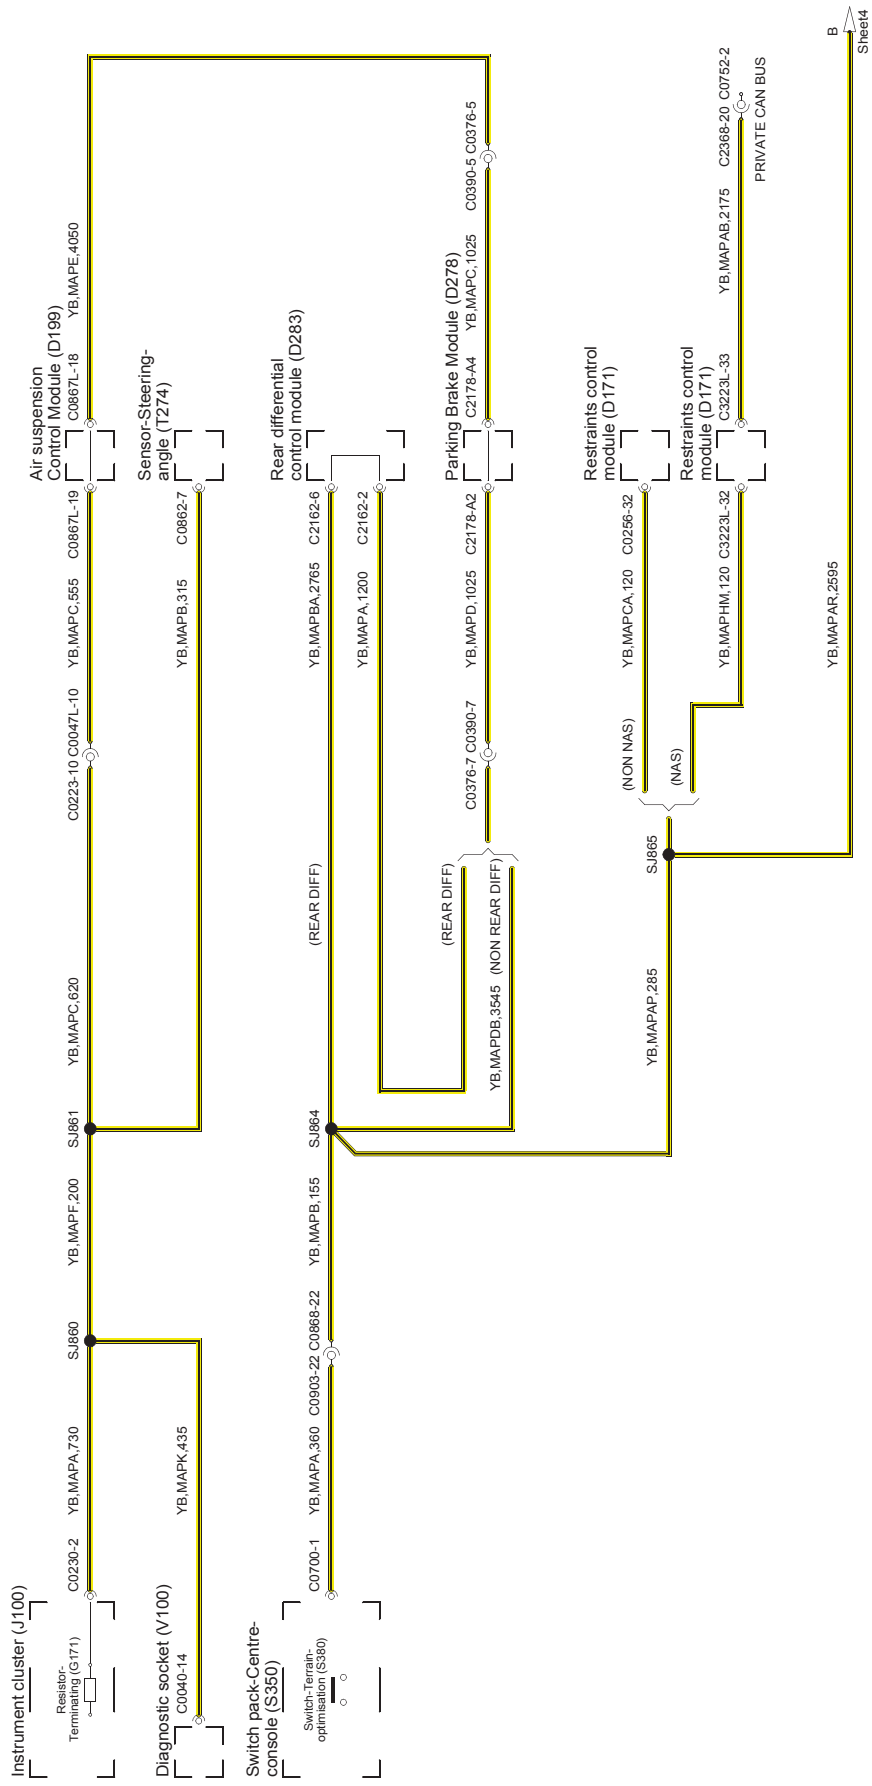 Instrument cluster (J100)
Resistor-
Terminating (G171)
C0230-2
YB,MAPA,730
SJ860
YB,MAPF,200
SJ861
YB,MAPC,620
C0223-10 C0047L-10
YB,MAPC,555
C0867L-19
Air suspension
Control Module (D199)
C0867L-18
YB,MAPE,4050
Diagnostic socket (V100)
C0040-14
YB,MAPK,435
YB,MAPB,315
C0862-7
Sensor-Steering-
angle (T274)
Switch pack-Centre-
console (S350)
Switch-Terrain-
optimisation (S380)
C0700-1
YB,MAPA,360
C0903-22 C0868-22
YB,MAPB,155
SJ864
(REAR DIFF)
YB,MAPBA,2765
C2162-6
Rear differential
control module (D283)
YB,MAPA,1200
C2162-2
(REAR DIFF)
YB,MAPDB,3545 (NON REAR DIFF)
C0376-7 C0390-7
YB,MAPD,1025
C2178-A2
Parking Brake Module (D278)
C2178-A4
YB,MAPC,1025
C0390-5 C0376-5
YB,MAPAP,285
SJ865
(NON NAS)
YB,MAPCA,120
C0256-32
Restraints control
module (D171)
(NAS)
YB,MAPHM,120
C3223L-32
Restraints control
module (D171)
C3223L-33
YB,MAPAB,2175
C2368-20 C0752-2
PRIVATE CAN BUS
YB,MAPAR,2595
B
Sheet4